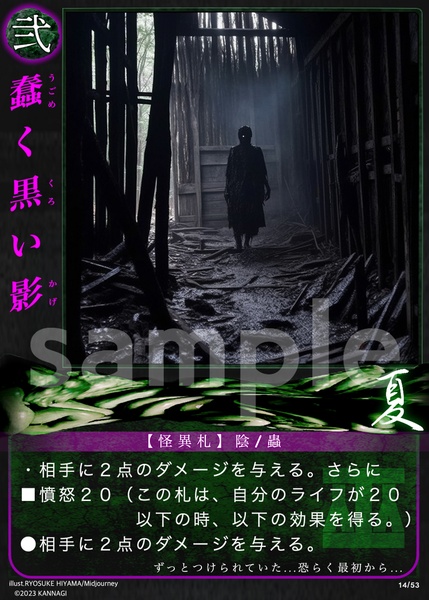 弐
蠢く黒い影
うごめ
くろ
かげ
sample
夏
【怪異札】陰/蟲
・相手に２点のダメージを与える。さらに
■憤怒２０（この札は、自分のライフが２０
以下の時、以下の効果を得る。）
●相手に２点のダメージを与える。
ずっとつけられていた...恐らく最初から...
illust.RYOSUKE HIYAMA/Midjourney
©2023 KANNAGI
14/53